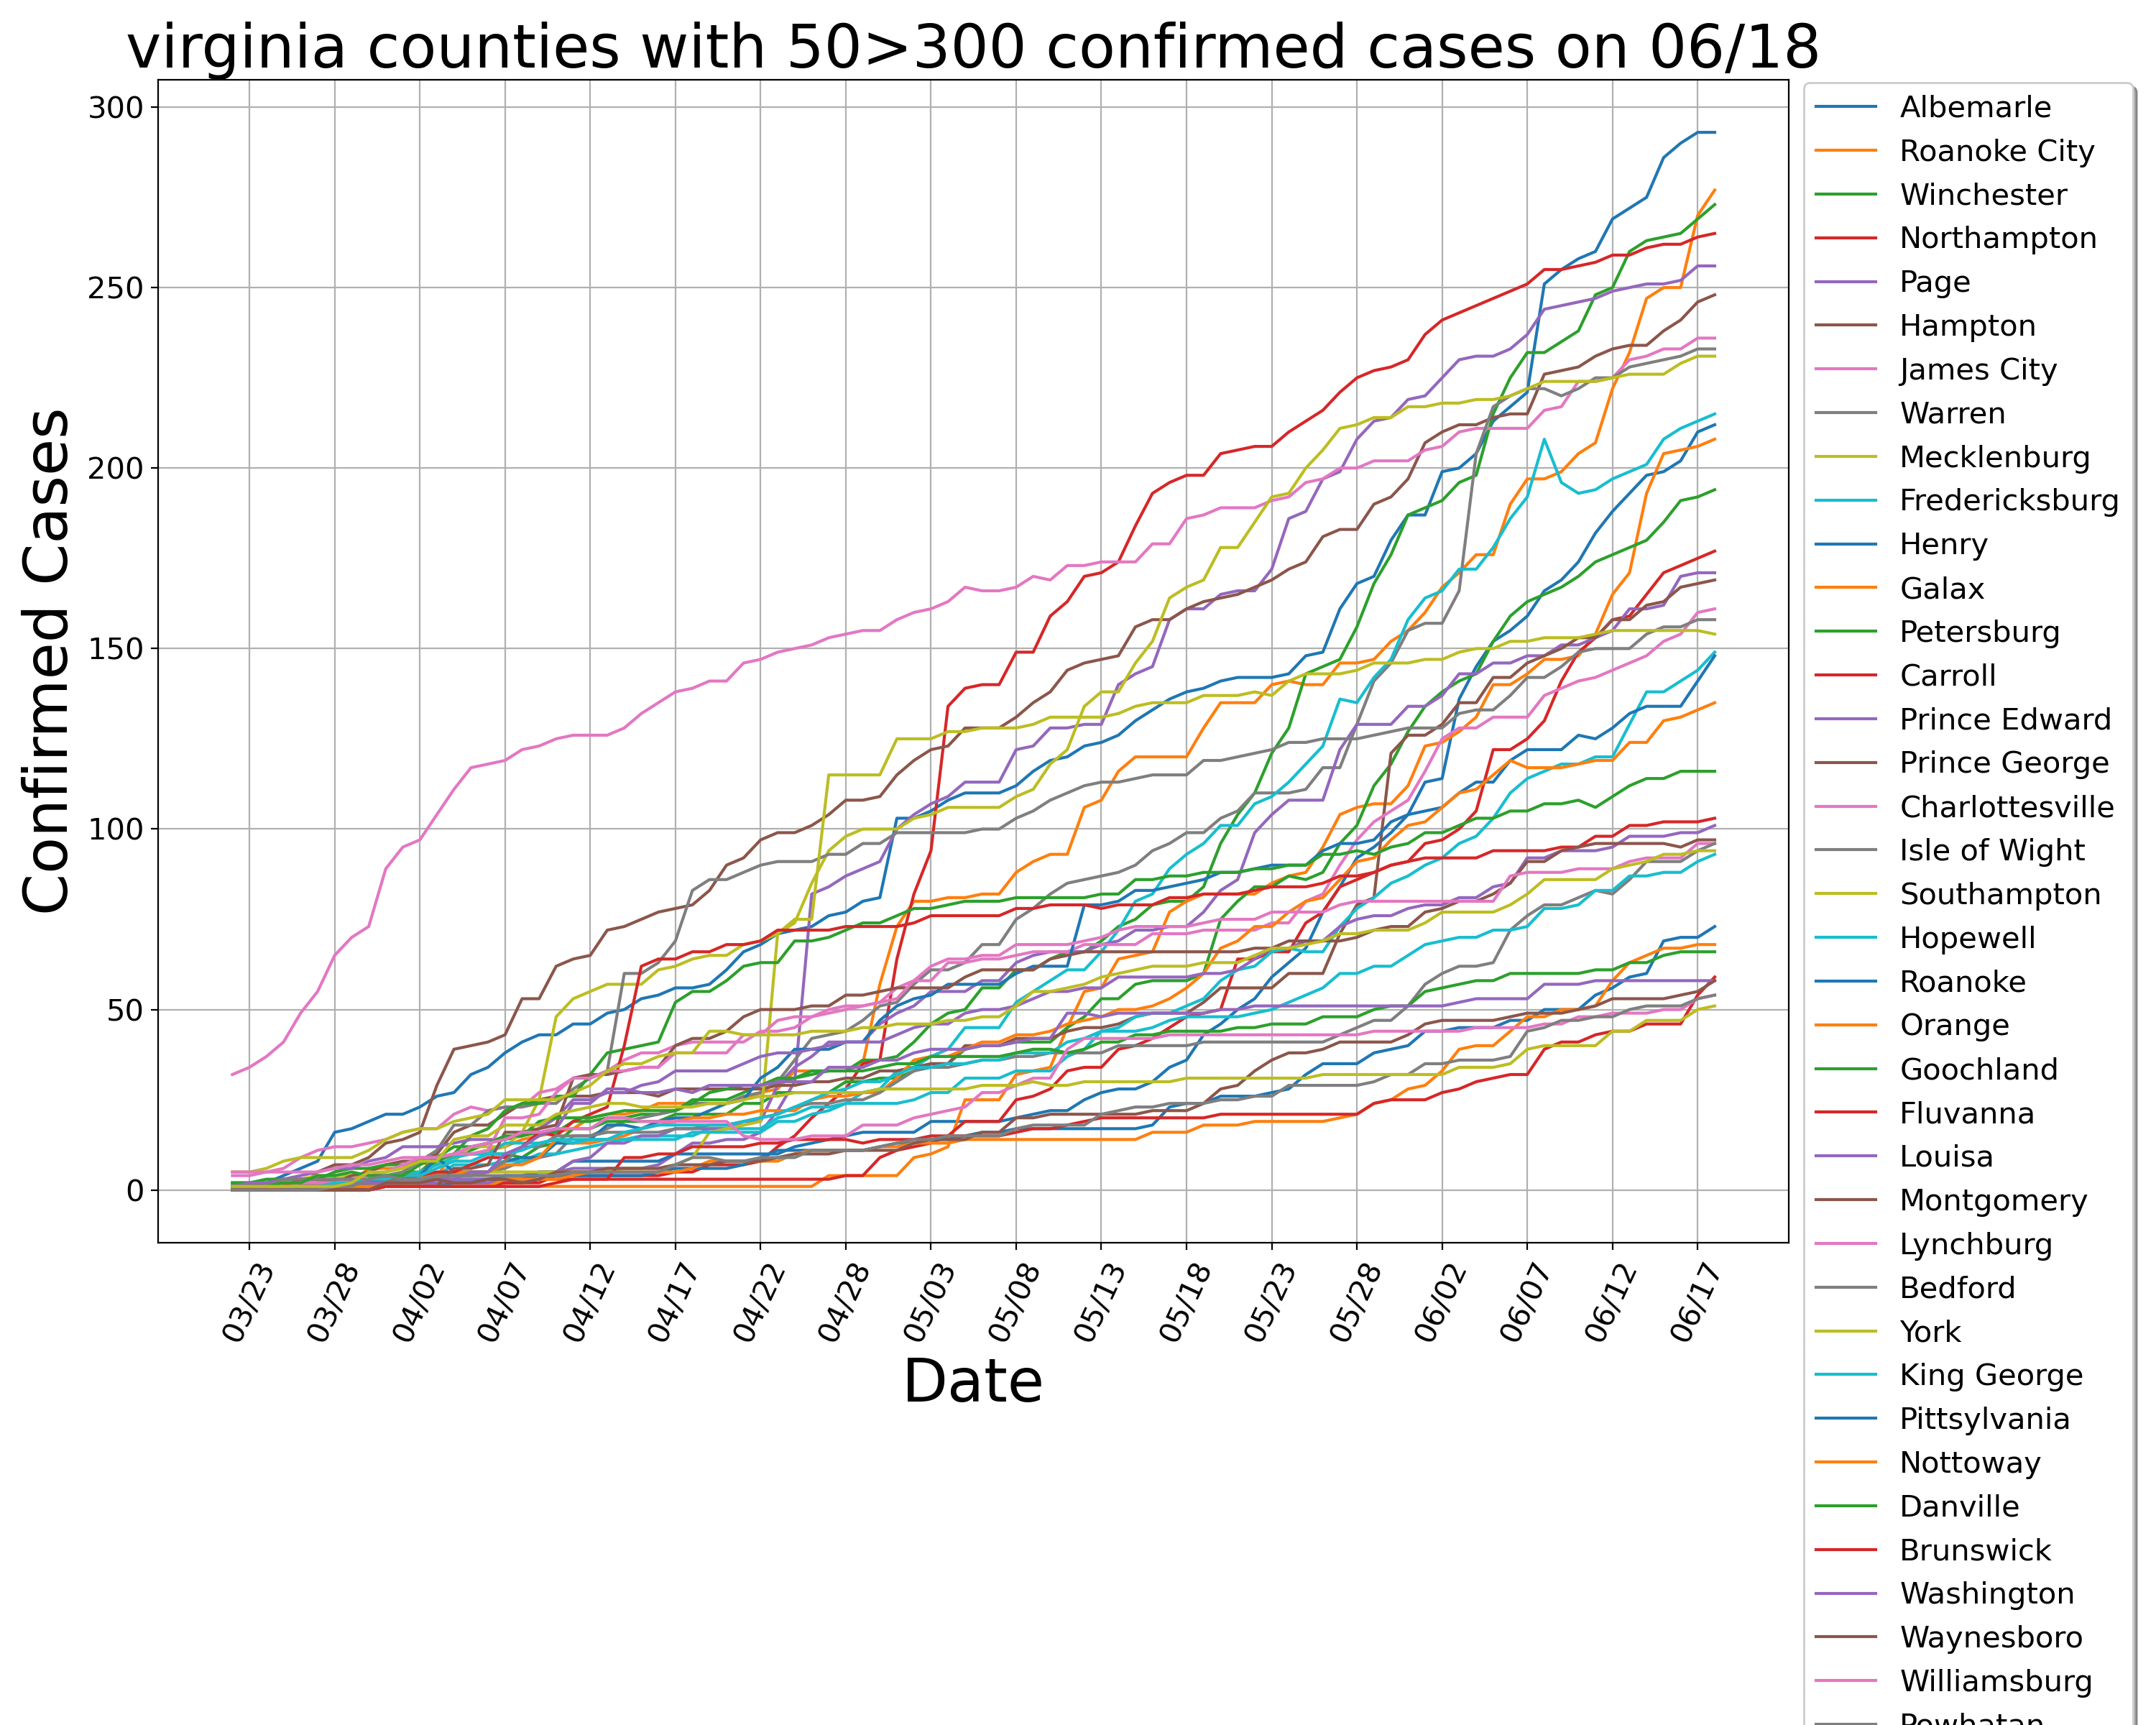 virginia counties with 50>300 confirmed cases on 06/18
Confirmed Cases
300
250
200
150
100
50
0
03/23
03/28
04/02
04/07
04/12
04/17
04/22
04/28
05/03
05/08
05/13
05/18
05/23
05/28
06/02
06/07
06/12
06/17
Date
Albemarle
Roanoke City
Winchester
Northampton
Page
Hampton
James City
Warren
Mecklenburg
Fredericksburg
Henry
Galax
Petersburg
Carroll
Prince Edward
Prince George
Charlottesville
Isle of Wight
Southampton
Hopewell
Roanoke
Orange
Goochland
Fluvanna
Louisa
Montgomery
Lynchburg
Bedford
York
King George
Pittsylvania
Nottoway
Danville
Brunswick
Washington
Waynesboro
Williamsburg
Powhatan